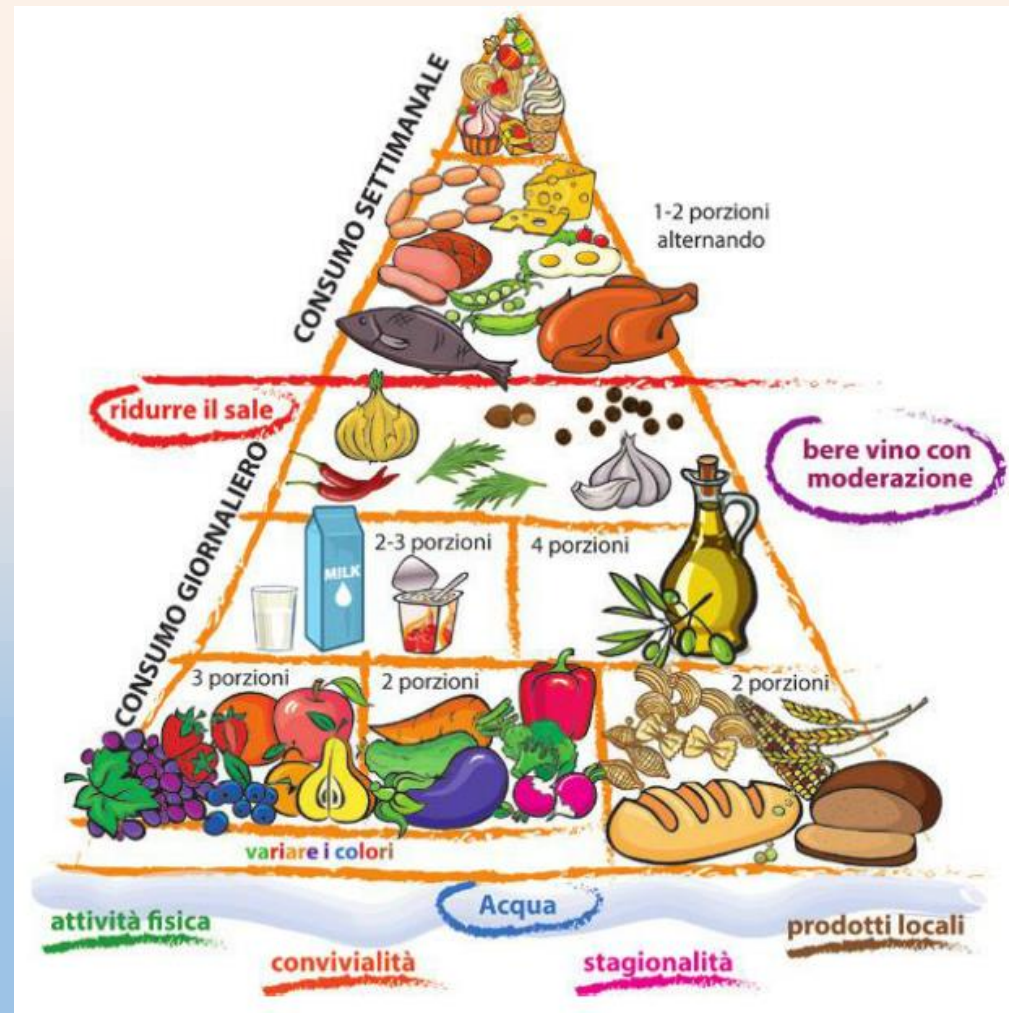 CONSUMO SETTIMANALE
1-2 porzioni
alternando
ridurre il sale
bere vino con
moderazione
CONSUMO GIORNALIERO
MILK
2-3 porzioni
4 porzioni
3 porzioni
2 porzioni
2 porzioni
variare i colori
Acqua
attività fisica
prodotti locali
convivialità
stagionalità